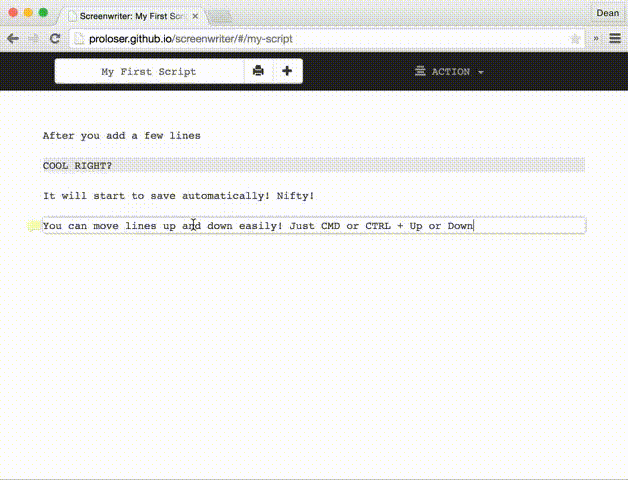 Screenwriter: My First Scr
Dean
proloser.github.io/screenwriter/#/my-script
My First Script
ACTION
After you add a few lines
COOL RIGHT?
It will start to save automatically! Nifty!
You can move lines up and down easily! Just CMD or CTRL + Up or Down